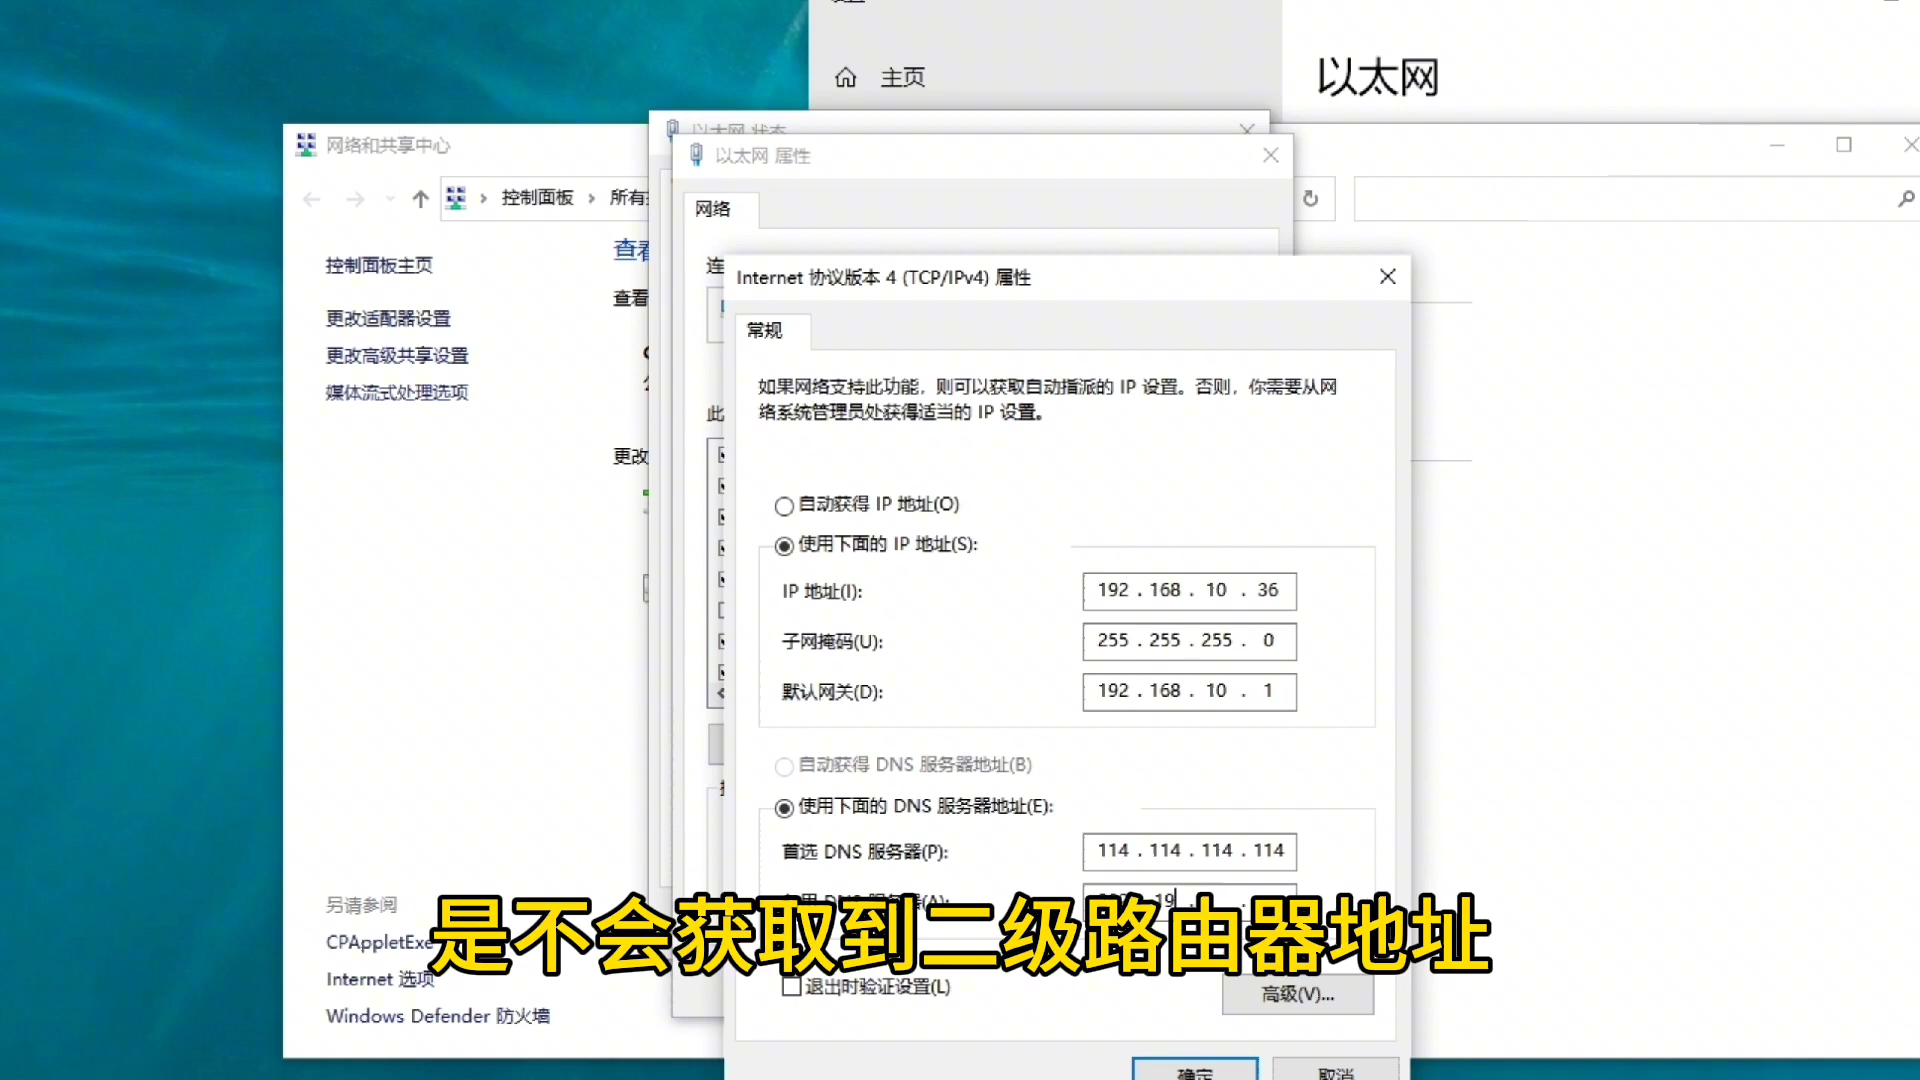 主页
以太网
以太网 状态
网络和共享中心
以太网 属性
控制面板
所有
网络
控制面板主页
查看
连
Internet 协议版本 4 (TCP/IPv4) 属性
查看
更改适配器设置
常规
更改高级共享设置
媒体流式处理选项
如果网络支持此功能，则可以获取自动指派的 IP 设置。否则，你需要从网
络系统管理员处获得适当的 IP 设置。
此
更改
自动获得 IP 地址(O)
使用下面的 IP 地址(S):
IP 地址(I):
192 . 168 . 10 . 36
子网掩码(U):
255 . 255 . 255 . 0
默认网关(D):
192 . 168 . 10 . 1
自动获得 DNS 服务器地址(B)
使用下面的 DNS 服务器地址(E):
首选 DNS 服务器(P):
114 . 114 . 114 . 114
另请参阅
是不会获取到二级路由器地址
CPAppletExe
Internet 选项
退出时验证设置(L)
高级(V)...
Windows Defender 防火墙
确定
取消